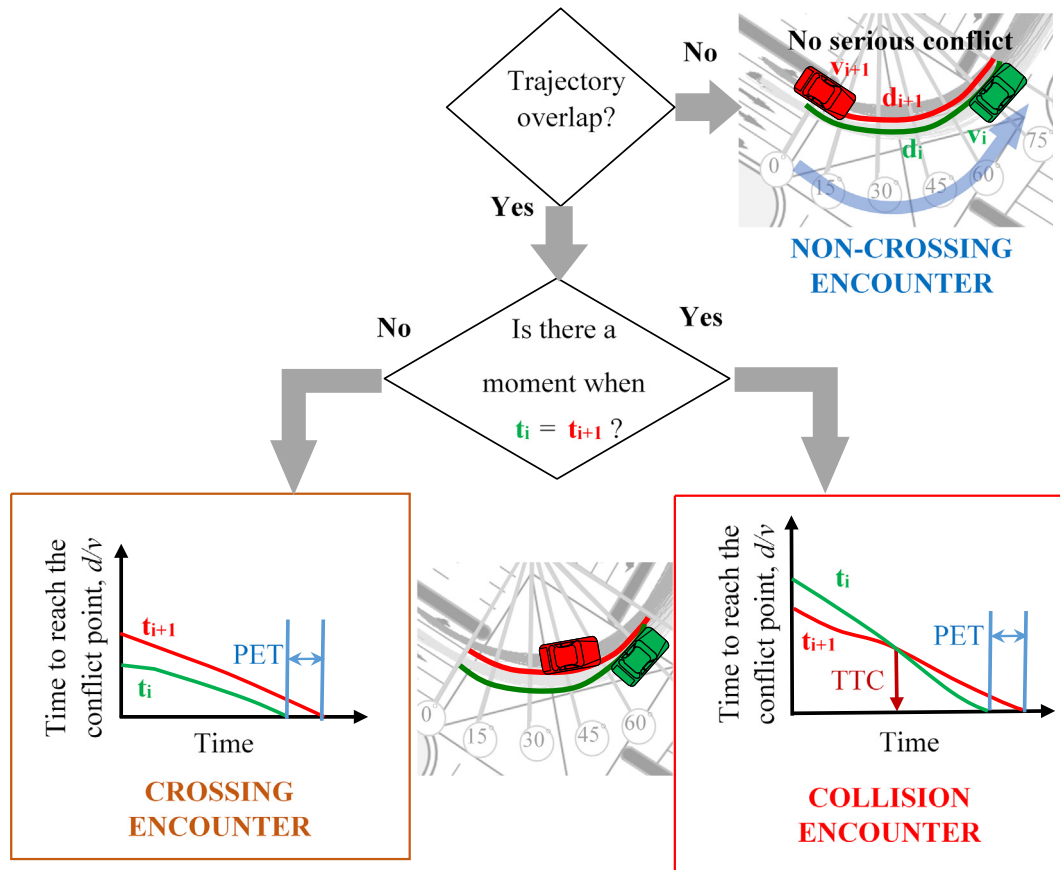 Trajectory
overlap?
No
No serious conflict
vi+1
di+1
di
vi
0°
15°
30°
45°
60°
75°
NON-CROSSING
ENCOUNTER
Yes
Is there a
moment when
ti = ti+1 ?
No
Yes
Time to reach the
conflict point, d/v
ti+1
ti
PET
Time
CROSSING
ENCOUNTER
0°
15°
30°
45°
60°
Time to reach the
conflict point, d/v
ti
ti+1
TTC
PET
Time
COLLISION
ENCOUNTER